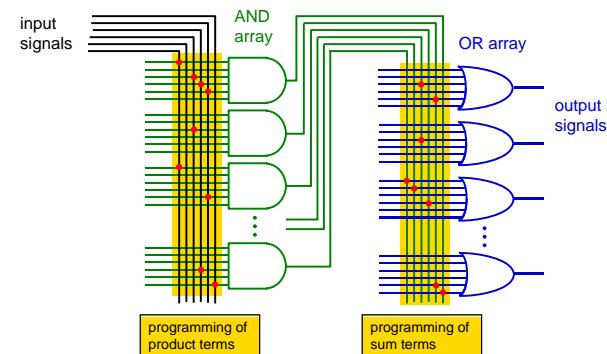 input
signals
AND
array
OR array
output
signals
programming of
product terms
programming of
sum terms